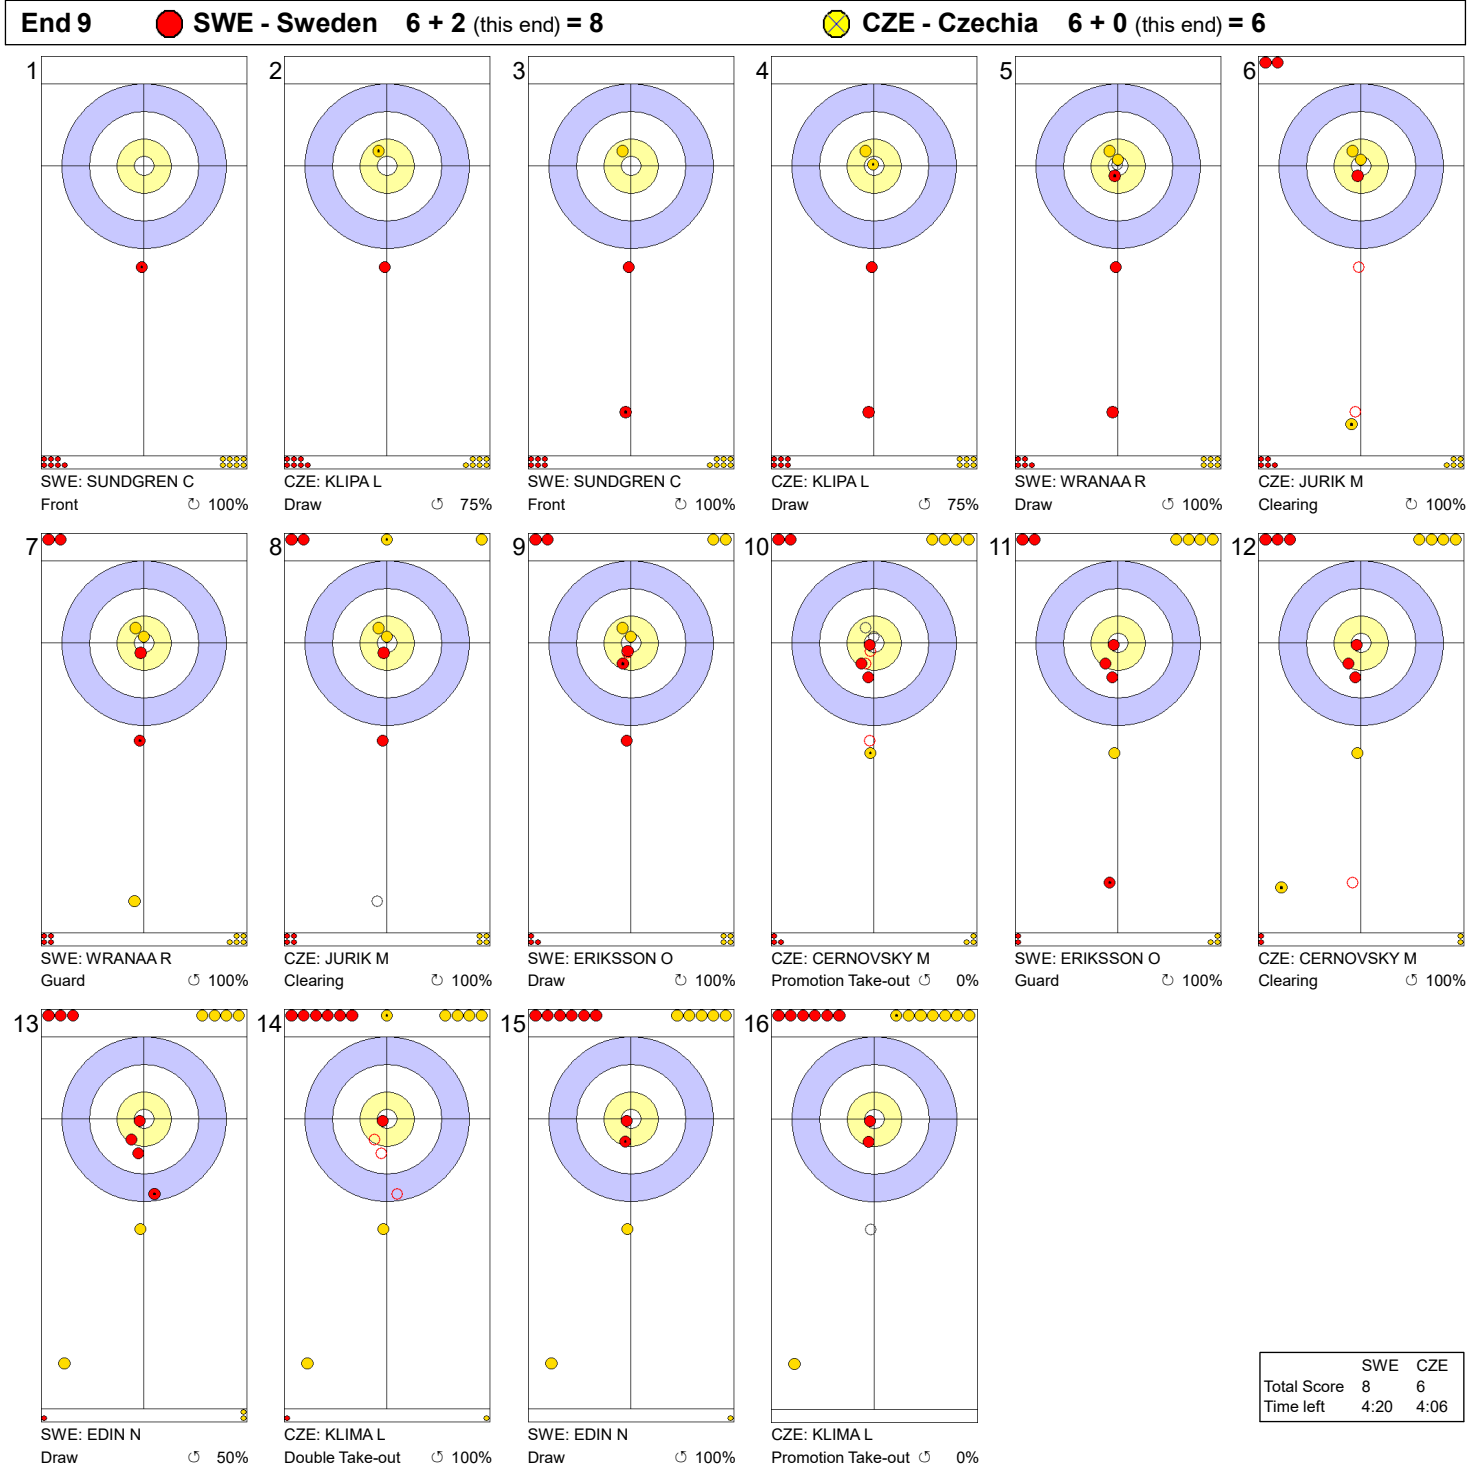 End 9 SWE - Sweden 6 + 2 (this end) = 8 CZE - Czechia 6 + 0 (this end) = 6
1 2 3 4 5 6
SWE: SUNDGREN C CZE: KLIPA L SWE: SUNDGREN C CZE: KLIPA L SWE: WRANAA R CZE: JURIK M
Front ↻ 100% Draw ↺ 75% Front ↻ 100% Draw ↺ 75% Draw ↺ 100% Clearing ↻ 100%
7 8 9 10 11 12
SWE: WRANAA R CZE: JURIK M SWE: ERIKSSON O CZE: CERNOVSKY M SWE: ERIKSSON O CZE: CERNOVSKY M
Guard ↺ 100% Clearing ↺ 100% Draw ↻ 100% Promotion Take-out ↺ 0% Guard ↻ 100% Clearing ↺ 100%
13 14 15 16
SWE: EDIN N CZE: KLIMA L SWE: EDIN N CZE: KLIMA L
Draw ↺ 50% Double Take-out ↺ 100% Draw ↺ 100% Promotion Take-out ↺ 0%
SWE CZE
Total Score 8 6
Time left 4:20 4:06